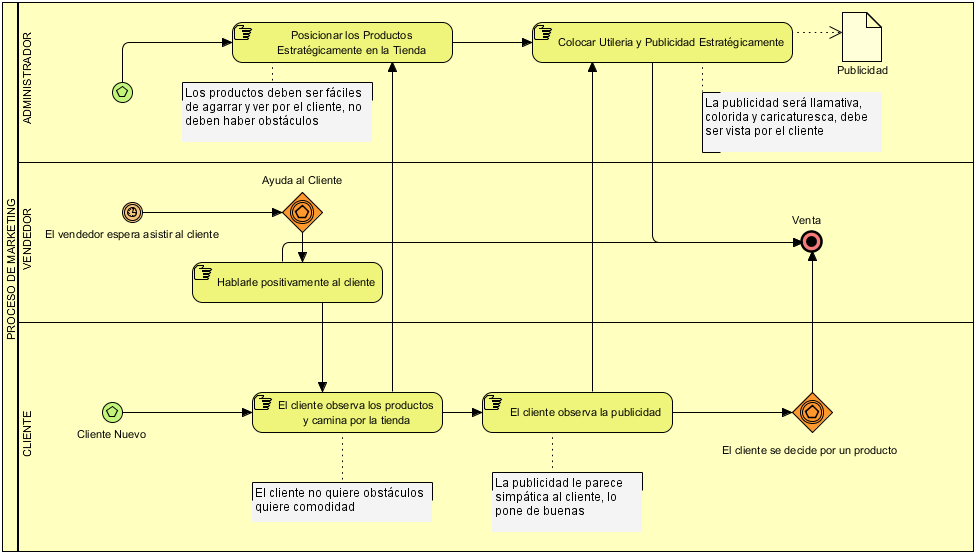 PROCESO DE MARKETING
ADMINISTRADOR
Posicionar los Productos
Estratégicamente en la Tienda
Colocar Utileria y Publicidad Estratégicamente
Publicidad
Los productos deben ser fáciles
de agarrar y ver por el cliente, no
deben haber obstáculos
La publicidad será llamativa,
colorida y caricaturesca, debe
ser vista por el cliente
VENDEDOR
Ayuda al Cliente
El vendedor espera asistir al cliente
Venta
Hablarle positivamente al cliente
CLIENTE
Cliente Nuevo
El cliente observa los productos
y camina por la tienda
El cliente observa la publicidad
El cliente se decide por un producto
El cliente no quiere obstáculos
quiere comodidad
La publicidad le parece
simpática al cliente, lo
pone de buenas